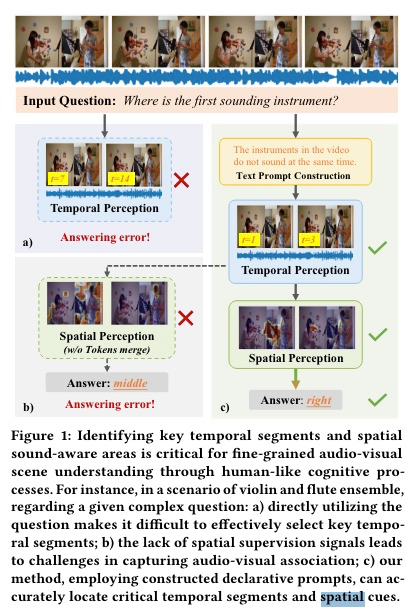 Input Question: Where is the first sounding instrument?
t=7
t=14
Temporal Perception
a)
Answering error!
The instruments in the video
do not sound at the same time.
Text Prompt Construction
t=1
t=3
Temporal Perception
Spatial Perception
(w/o Tokens merge)
Answer: middle
b)
Answering error!
Spatial Perception
c)
Answer: right
Figure 1: Identifying key temporal segments and spatial
sound-aware areas is critical for fine-grained audio-visual
scene understanding through human-like cognitive pro-
cesses. For instance, in a scenario of violin and flute ensemble,
regarding a given complex question: a) directly utilizing the
question makes it difficult to effectively select key tempo-
ral segments; b) the lack of spatial supervision signals leads
to challenges in capturing audio-visual association; c) our
method, employing constructed declarative prompts, can ac-
curately locate critical temporal segments and spatial cues.